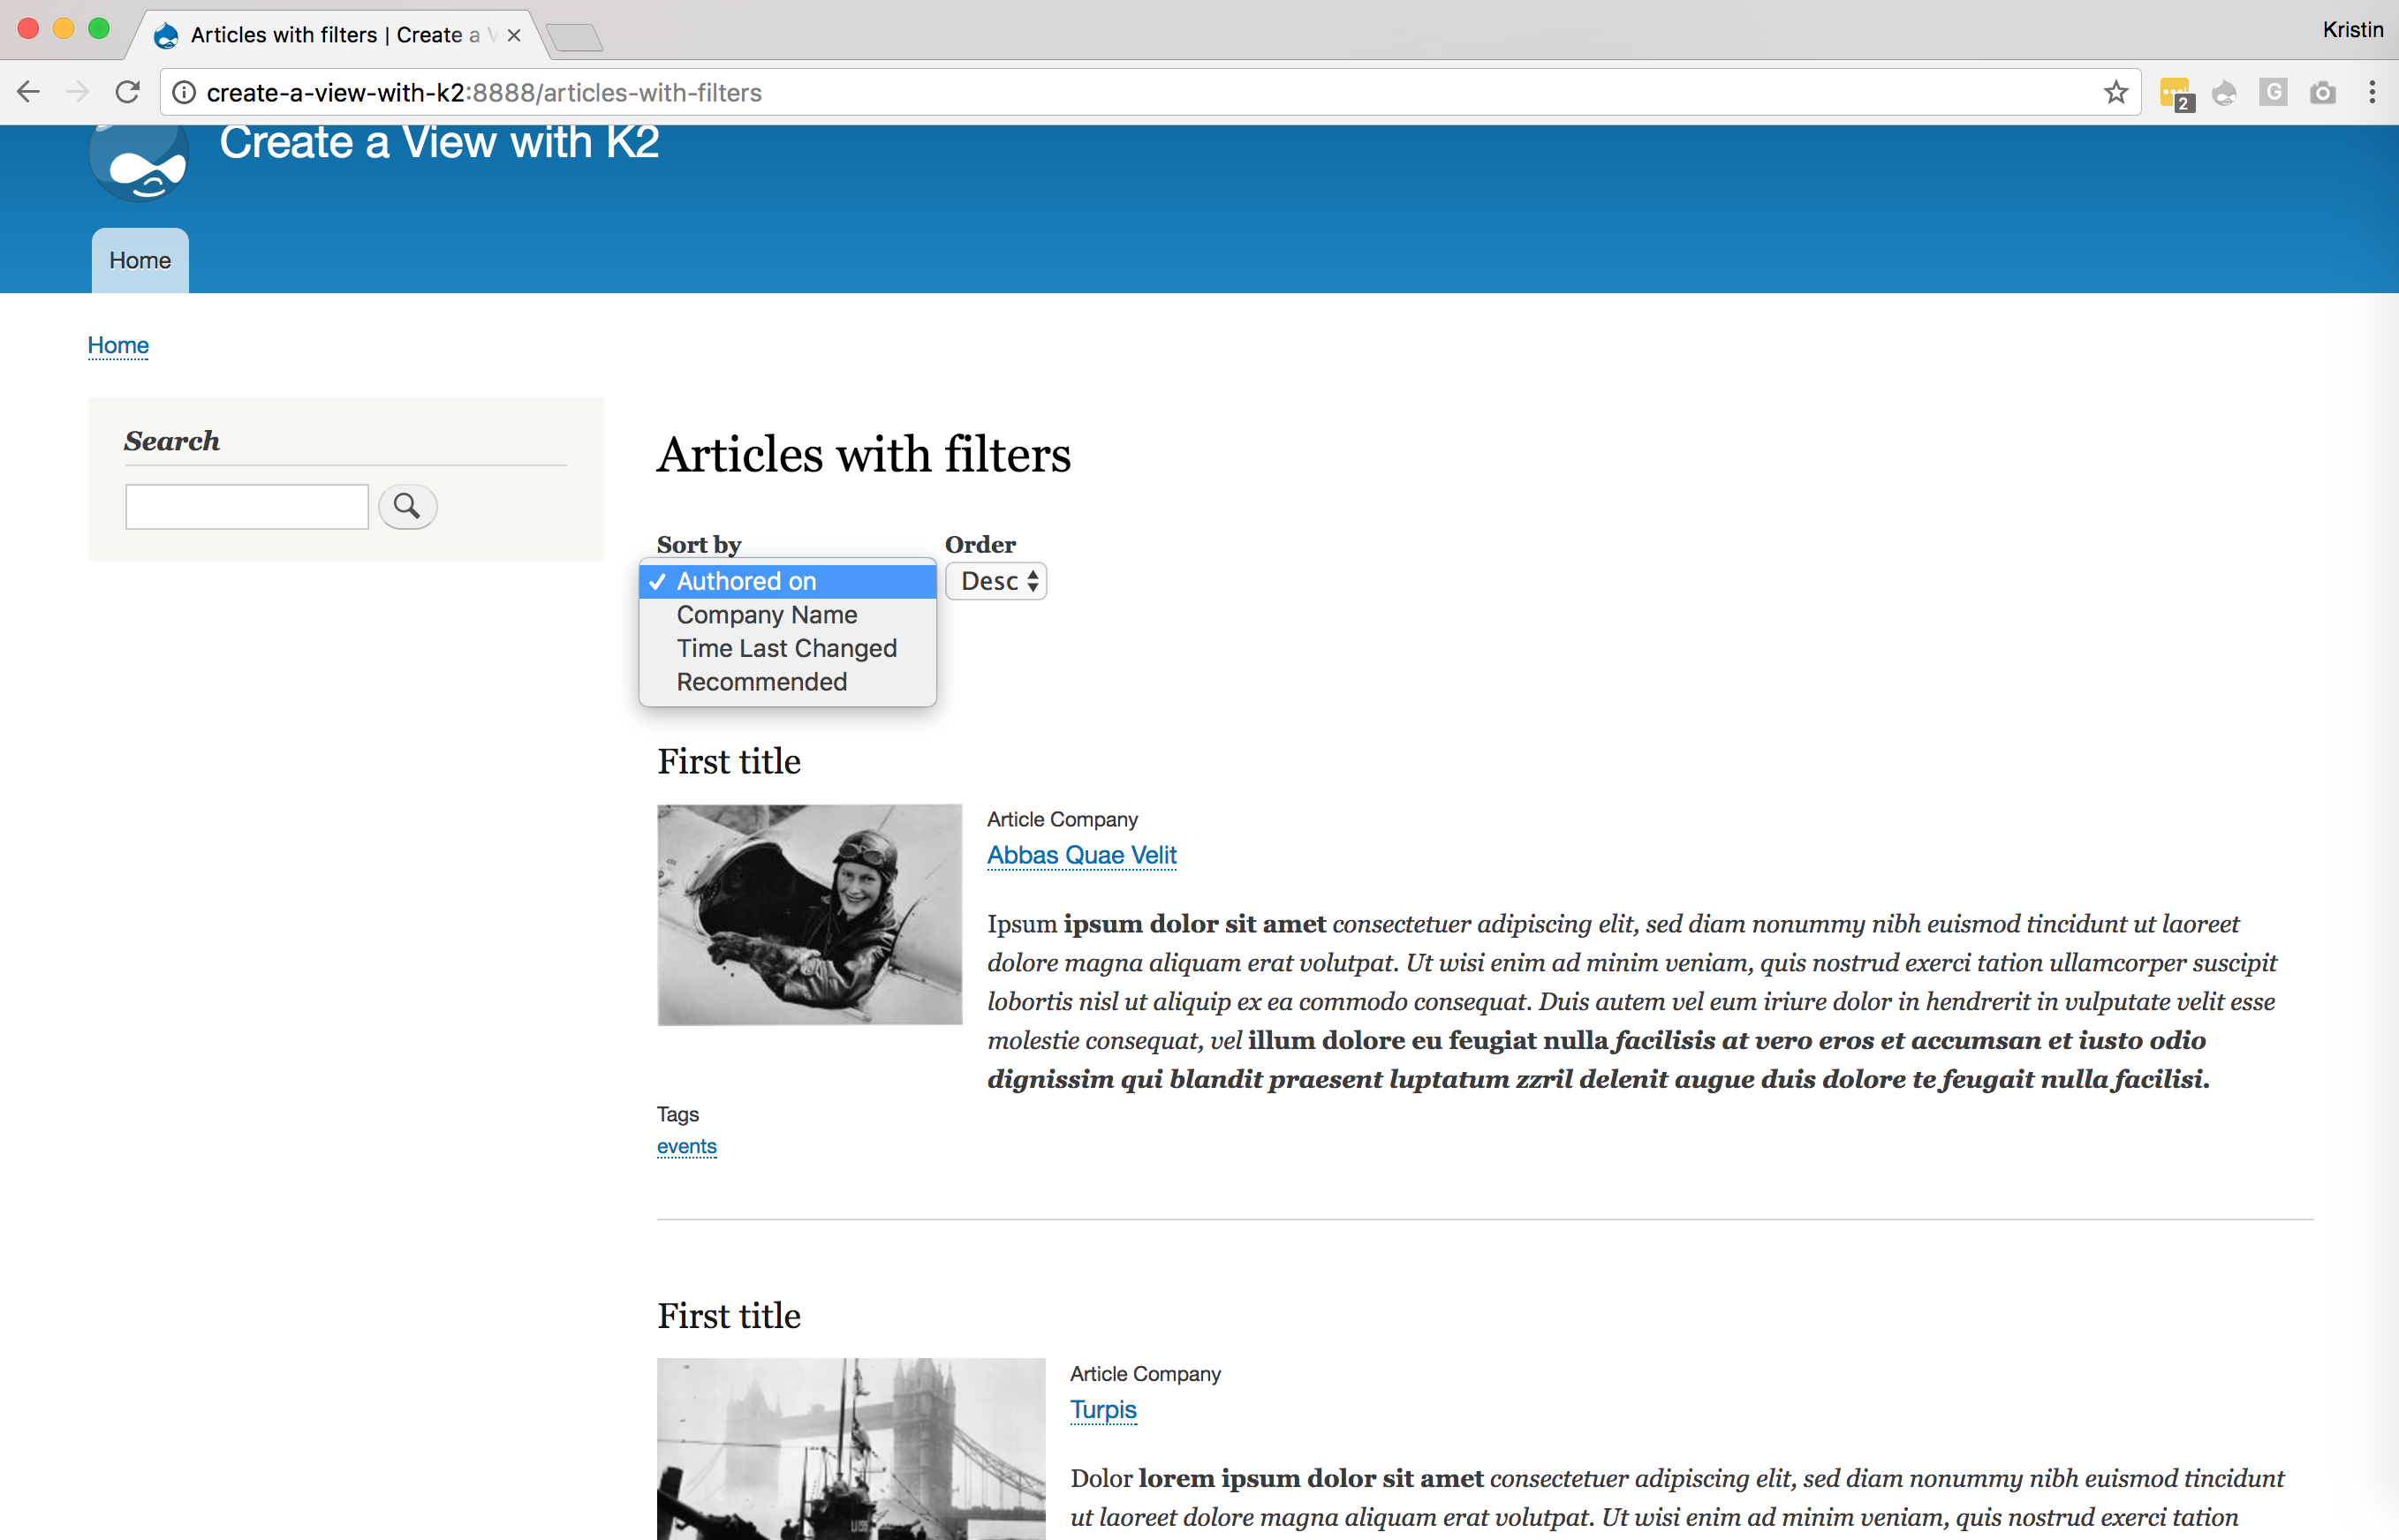 Articles with filters | Create a V
Kristin
create-a-view-with-k2:8888/articles-with-filters
2
G
Create a View with K2
Home
Home
Search
Articles with filters
Sort by
Order
Authored on
Desc
Company Name
Time Last Changed
Recommended
First title
Article Company
Abbas Quae Velit
Ipsum ipsum dolor sit amet consectetuer adipiscing elit, sed diam nonummy nibh euismod tincidunt ut laoreet
dolore magna aliquam erat volutpat. Ut wisi enim ad minim veniam, quis nostrud exerci tation ullamcorper suscipit
lobortis nisl ut aliquip ex ea commodo consequat. Duis autem vel eum iriure dolor in hendrerit in vulputate velit esse
molestie consequat, vel illum dolore eu feugiat nulla facilisis at vero eros et accumsan et iusto odio
dignissim qui blandit praesent luptatum zzril delenit augue duis dolore te feugait nulla facilisi.
Tags
events
First title
Article Company
Turpis
Dolor lorem ipsum dolor sit amet consectetuer adipiscing elit, sed diam nonummy nibh euismod tincidunt
ut laoreet dolore magna aliquam erat volutpat. Ut wisi enim ad minim veniam, quis nostrud exerci tation